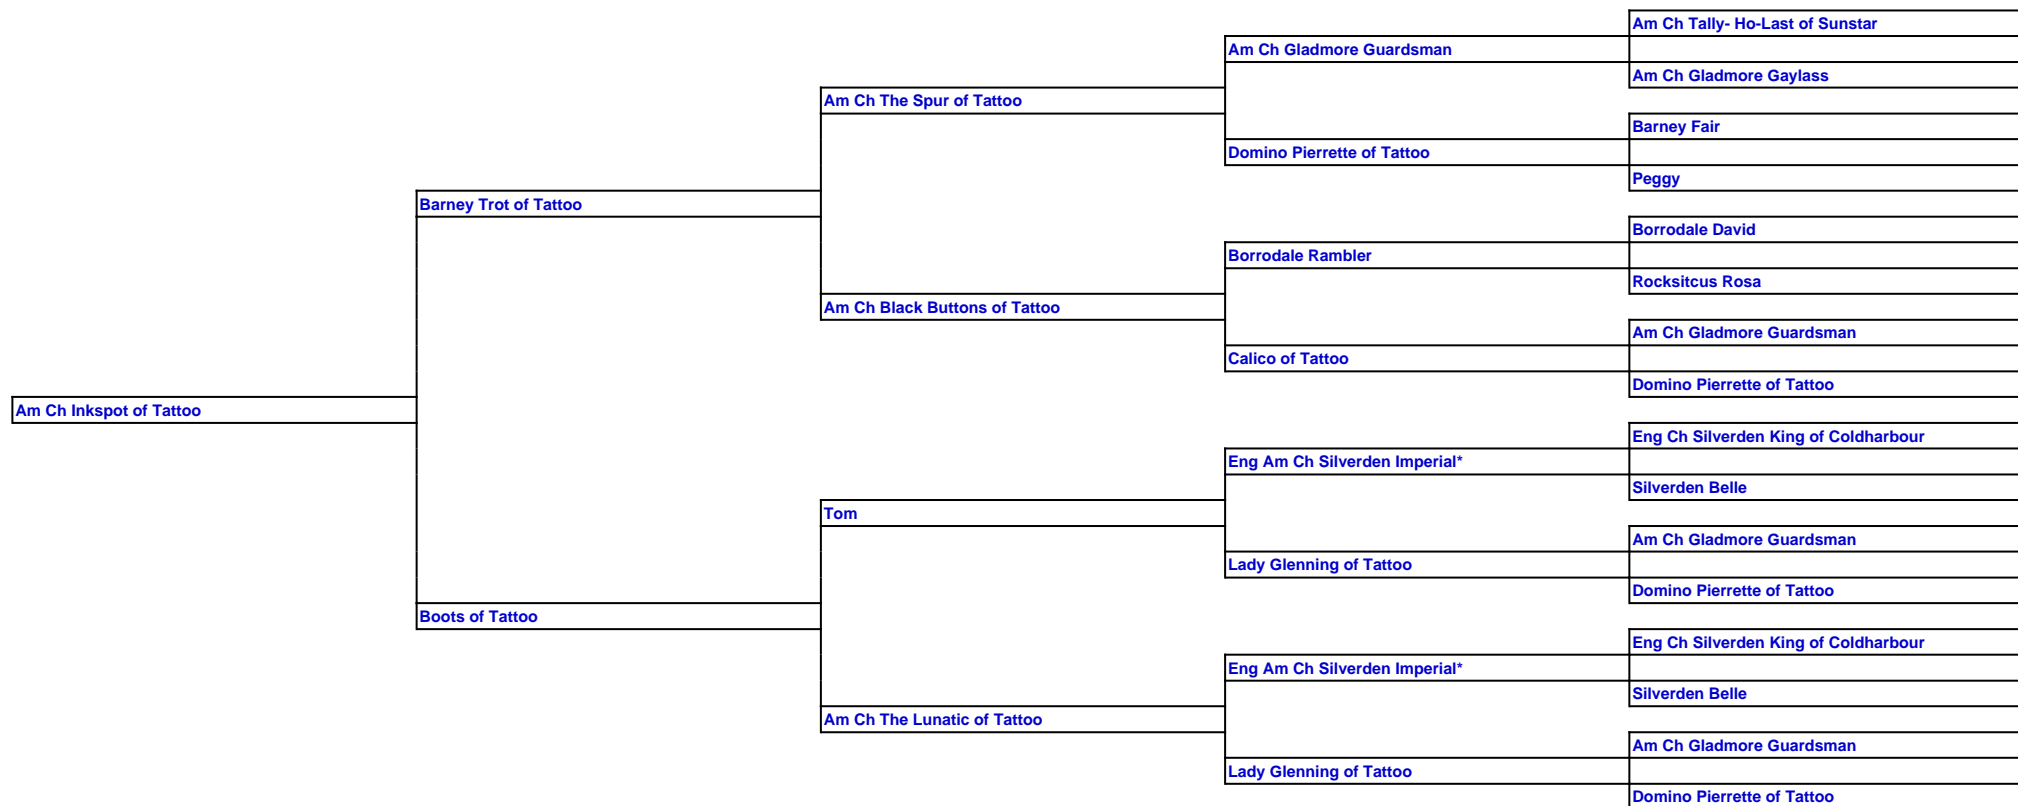 Am Ch Tally- Ho-Last of Sunstar
Am Ch Gladmore Guardsman
Am Ch Gladmore Gaylass
Am Ch The Spur of Tattoo
Barney Fair
Domino Pierrette of Tattoo
Peggy
Barney Trot of Tattoo
Borrodale David
Borrodale Rambler
Rocksitcus Rosa
Am Ch Black Buttons of Tattoo
Am Ch Gladmore Guardsman
Calico of Tattoo
Domino Pierrette of Tattoo
Am Ch Inkspot of Tattoo
Eng Ch Silverden King of Coldharbour
Eng Am Ch Silverden Imperial*
Silverden Belle
Tom
Am Ch Gladmore Guardsman
Lady Glenning of Tattoo
Domino Pierrette of Tattoo
Boots of Tattoo
Eng Ch Silverden King of Coldharbour
Eng Am Ch Silverden Imperial*
Silverden Belle
Am Ch The Lunatic of Tattoo
Am Ch Gladmore Guardsman
Lady Glenning of Tattoo
Domino Pierrette of Tattoo